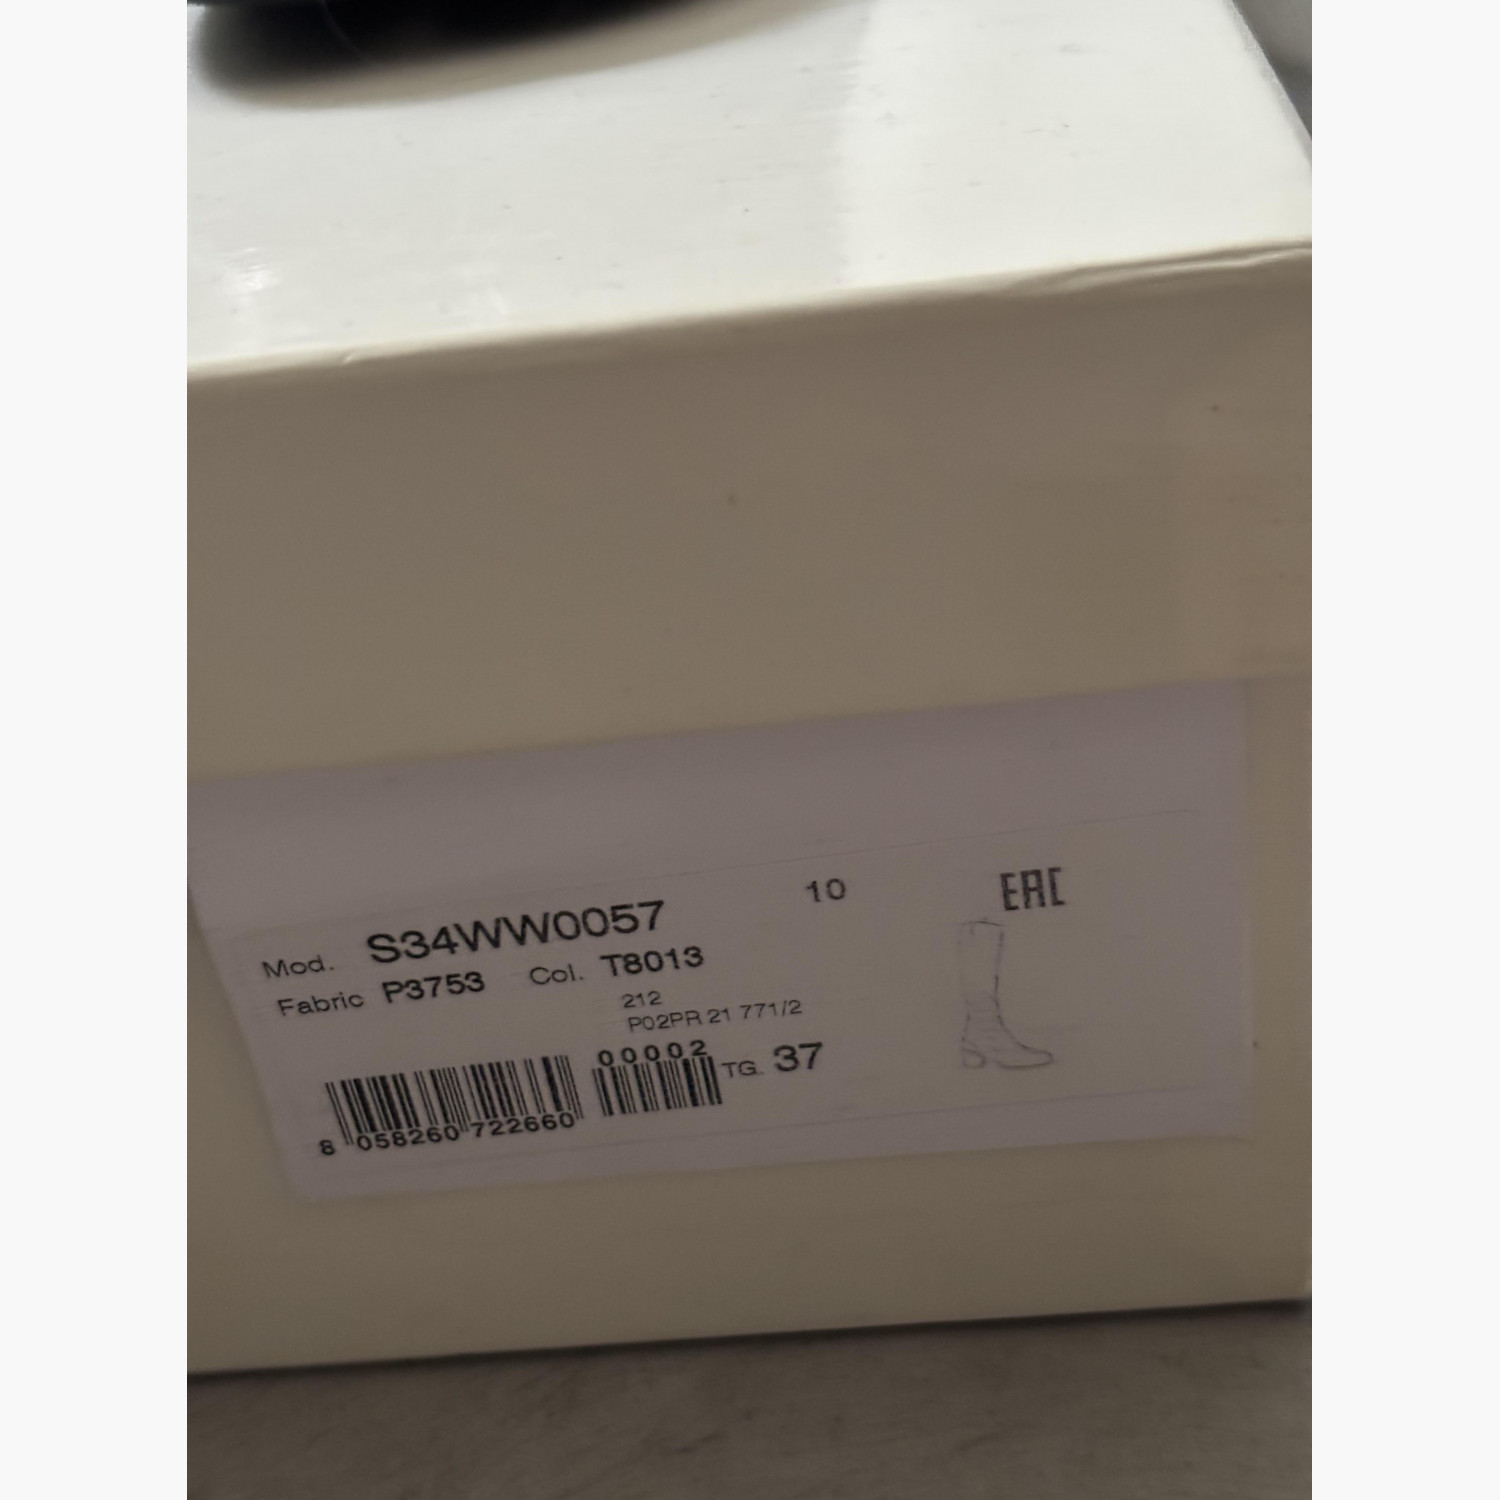 10
EAC
Mod. S34WW0057
Fabric P3753 Col. T8013
212
P02PR 21 771/2
00002
TG. 37
8 058260 722660